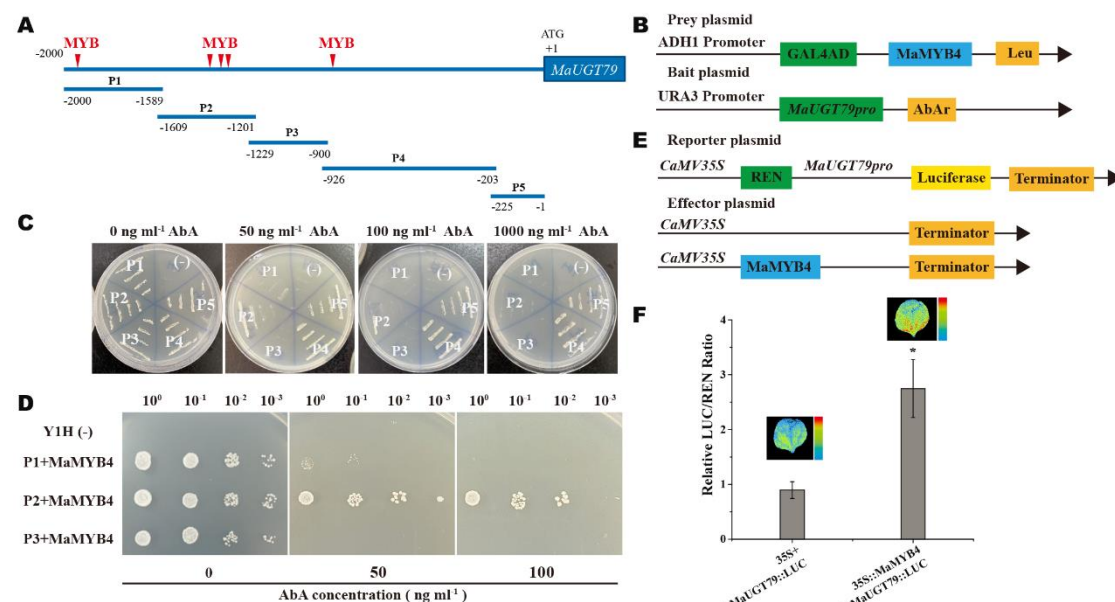 A
MYB MYB MYB
-2000
ATG
+1
MaUGT79
P1
-2000 -1589
P2
-1609 -1201
P3
-1229 -900
P4
-926 -203
P5
-225 -1
B
Prey plasmid
ADH1 Promoter GAL4AD MaMYB4 Leu
Bait plasmid
URA3 Promoter MaUGT79pro AbAr
E
Reporter plasmid
CaMV35S REN MaUGT79pro Luciferase Terminator
Effector plasmid
CaMV35S Terminator
CaMV35S MaMYB4 Terminator
C
0 ng ml-1 AbA 50 ng ml-1 AbA 100 ng ml-1 AbA 1000 ng ml-1 AbA
P1 (-) P1 (-) P1 (-) P1 (-)
P2 P5 P2 P5 P2 P5 P2 P5
P3 P4 P3 P4 P3 P4 P3 P4
D
10⁰ 10⁻¹ 10⁻² 10⁻³ 10⁰ 10⁻¹ 10⁻² 10⁻³ 10⁰ 10⁻¹ 10⁻² 10⁻³
Y1H (-)
P1+MaMYB4
P2+MaMYB4
P3+MaMYB4
0 50 100
AbA concentration ( ng ml-1 )
F
Relative LUC/REN Ratio
4
3
2
1
0
*
35S+
MaUGT79::LUC
35S::MaMYB4
MaUGT79::LUC